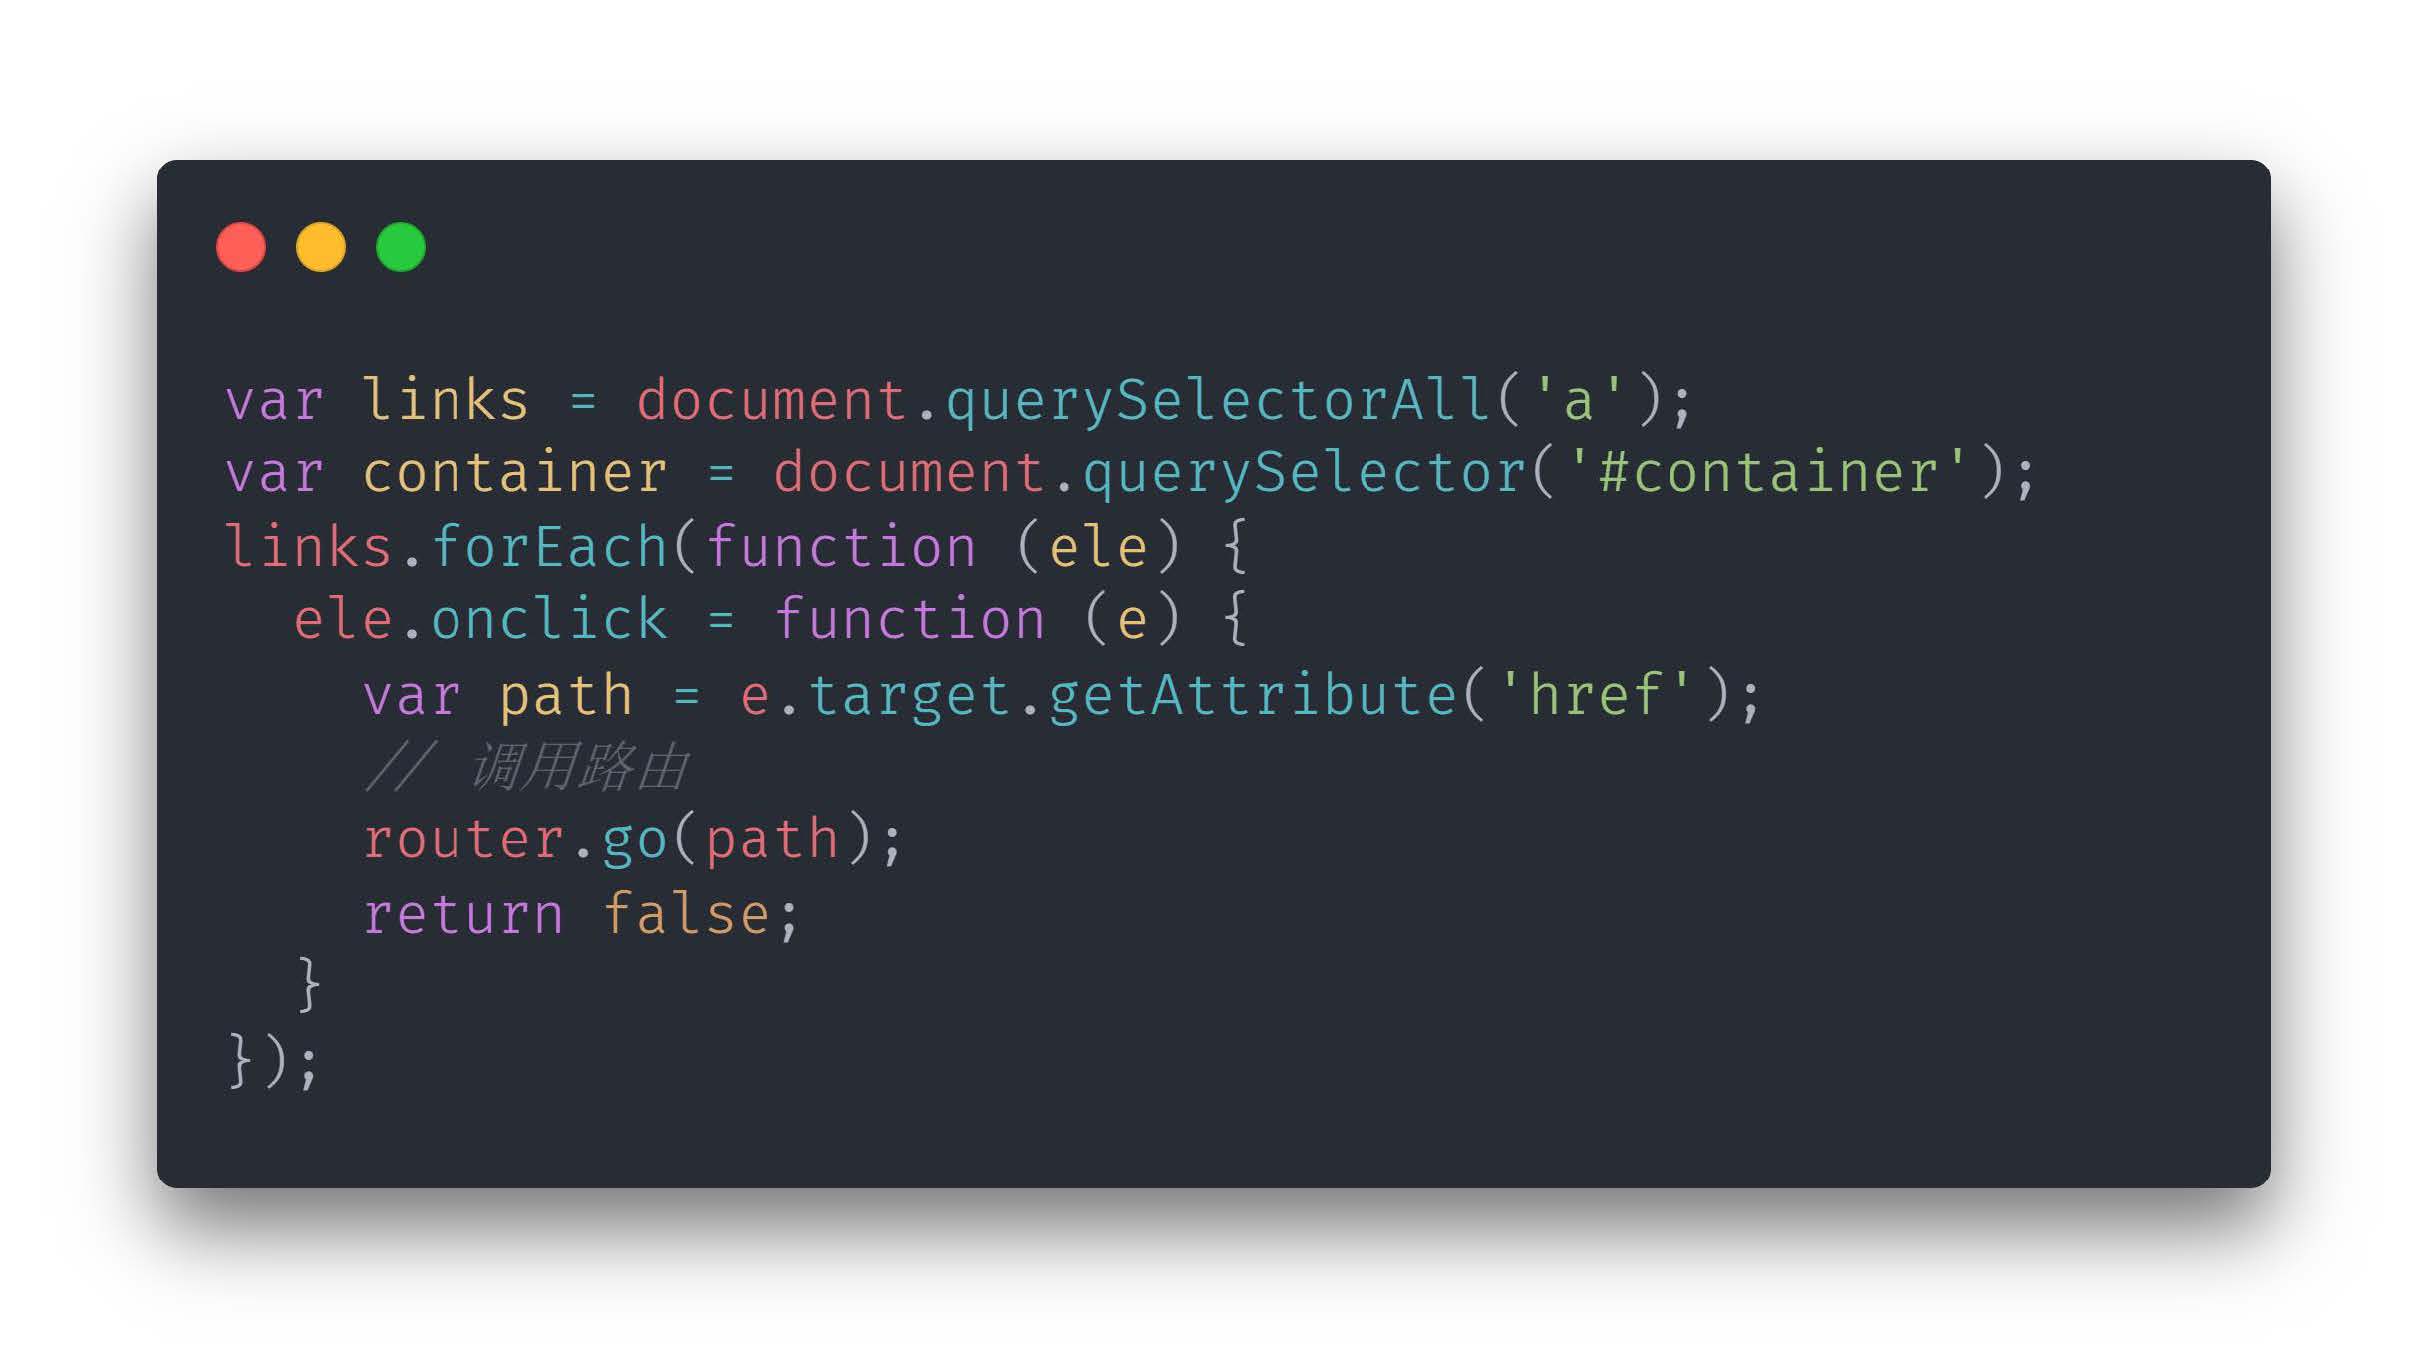 var links = document.querySelectorAll('a');
var container = document.querySelector('#container');
links.forEach(function (ele) {
  ele.onclick = function (e) {
    var path = e.target.getAttribute('href');
    // 调用路由
    router.go(path);
    return false;
  }
});